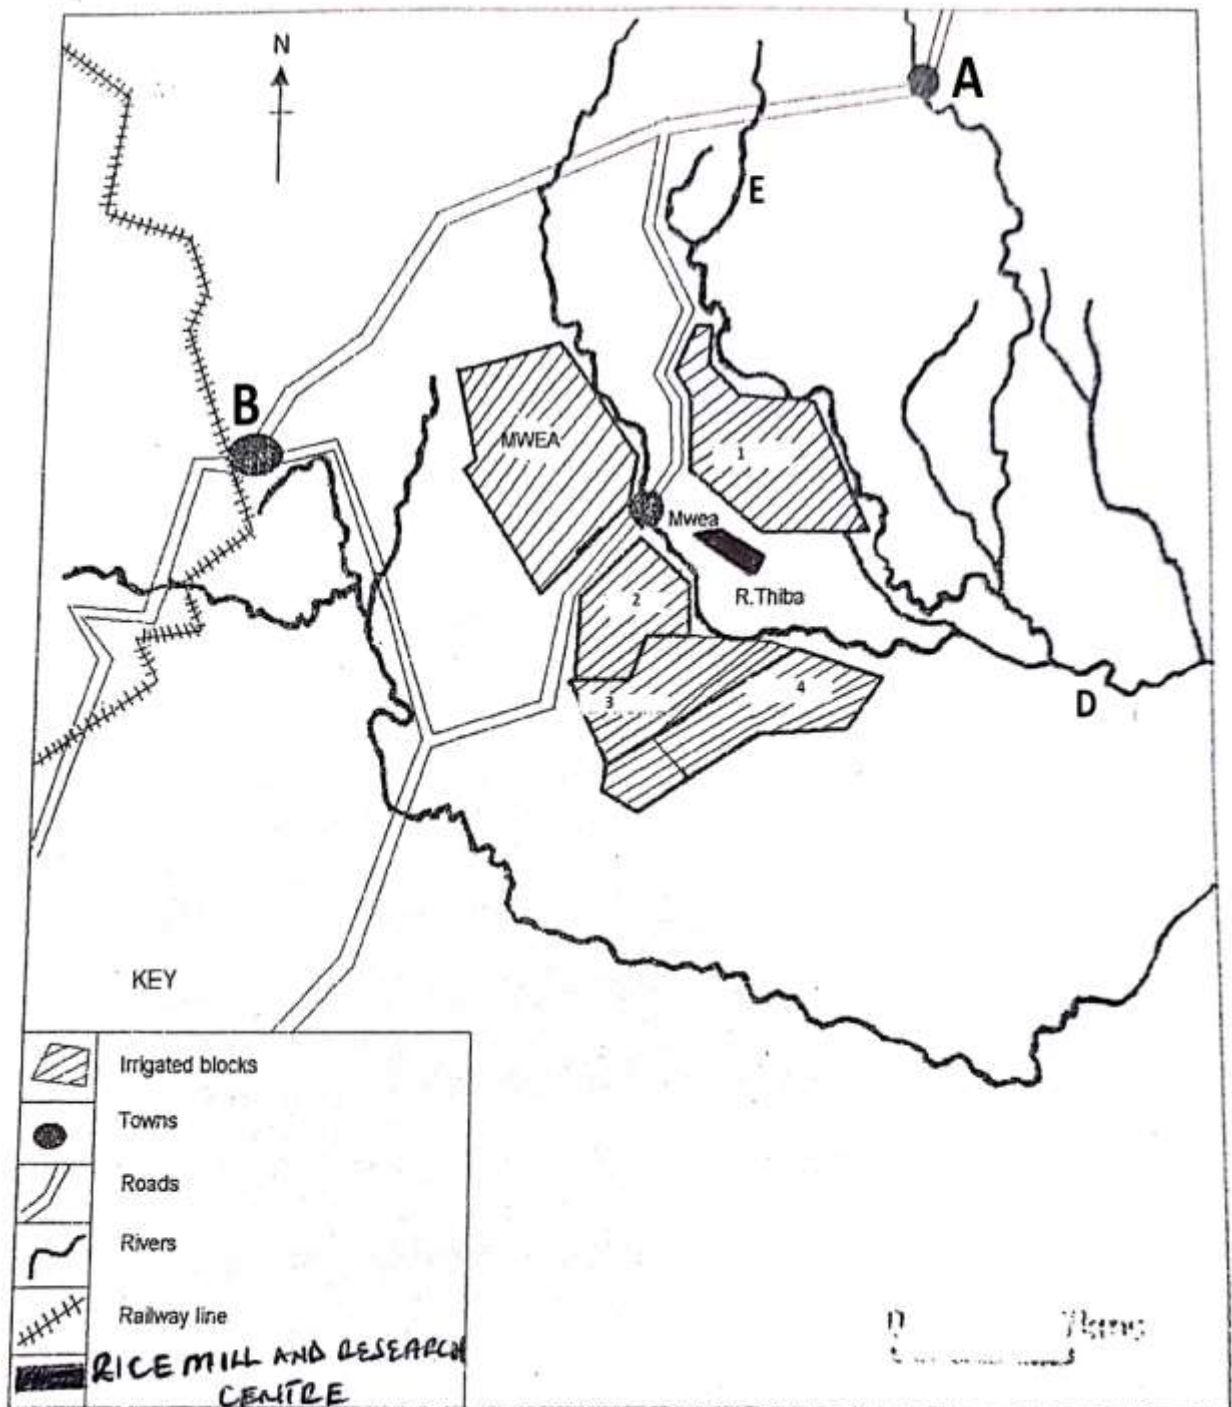 N
A
E
B
MWEA
1
Mwea
2
R.Thiba
3
4
D
KEY
Irrigated blocks
Towns
Roads
Rivers
Railway line
RICE MILL AND RESEARCH
CENTRE
0